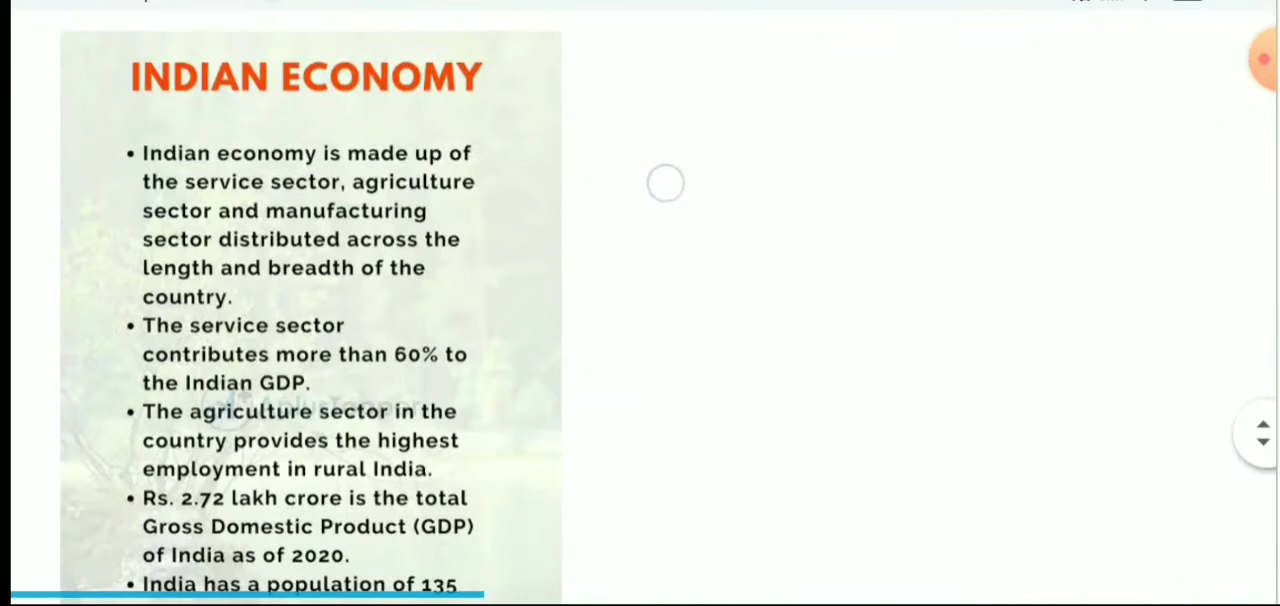 INDIAN ECONOMY
• Indian economy is made up of
the service sector, agriculture
sector and manufacturing
sector distributed across the
length and breadth of the
country.
• The service sector
contributes more than 60% to
the Indian GDP.
• The agriculture sector in the
country provides the highest
employment in rural India.
• Rs. 2.72 lakh crore is the total
Gross Domestic Product (GDP)
of India as of 2020.
• India has a population of 135